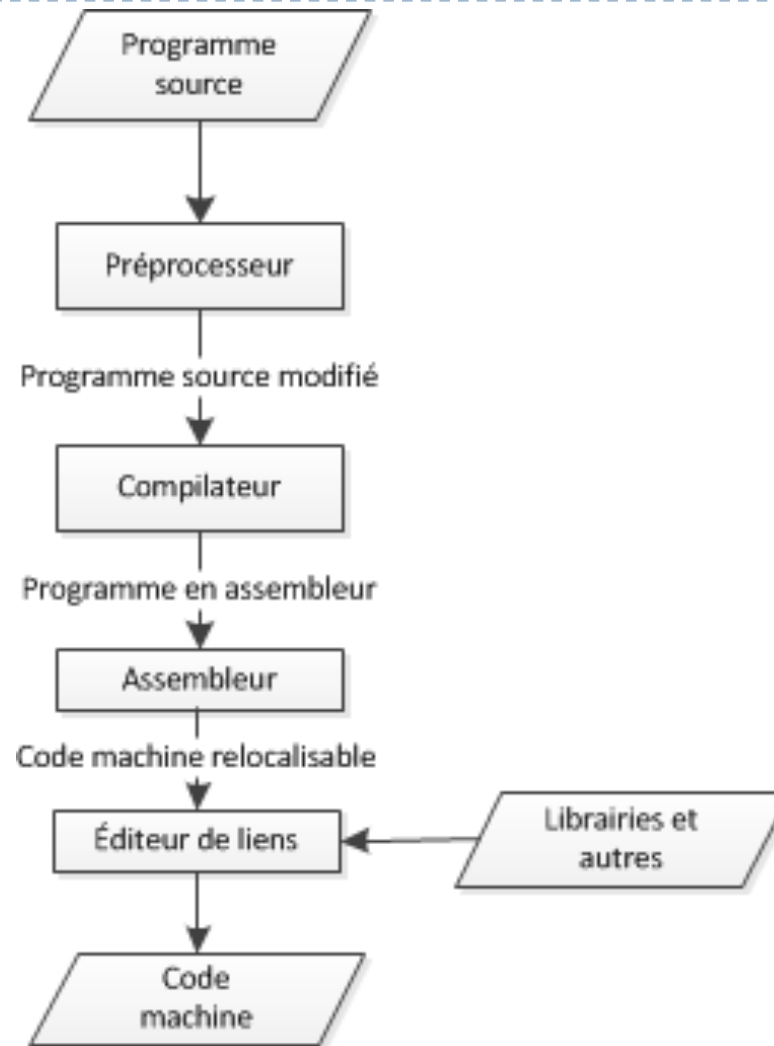 Programme
source
Préprocesseur
Programme source modifié
Compilateur
Programme en assembleur
Assembleur
Code machine relocalisable
Éditeur de liens
Librairies et
autres
Code
machine